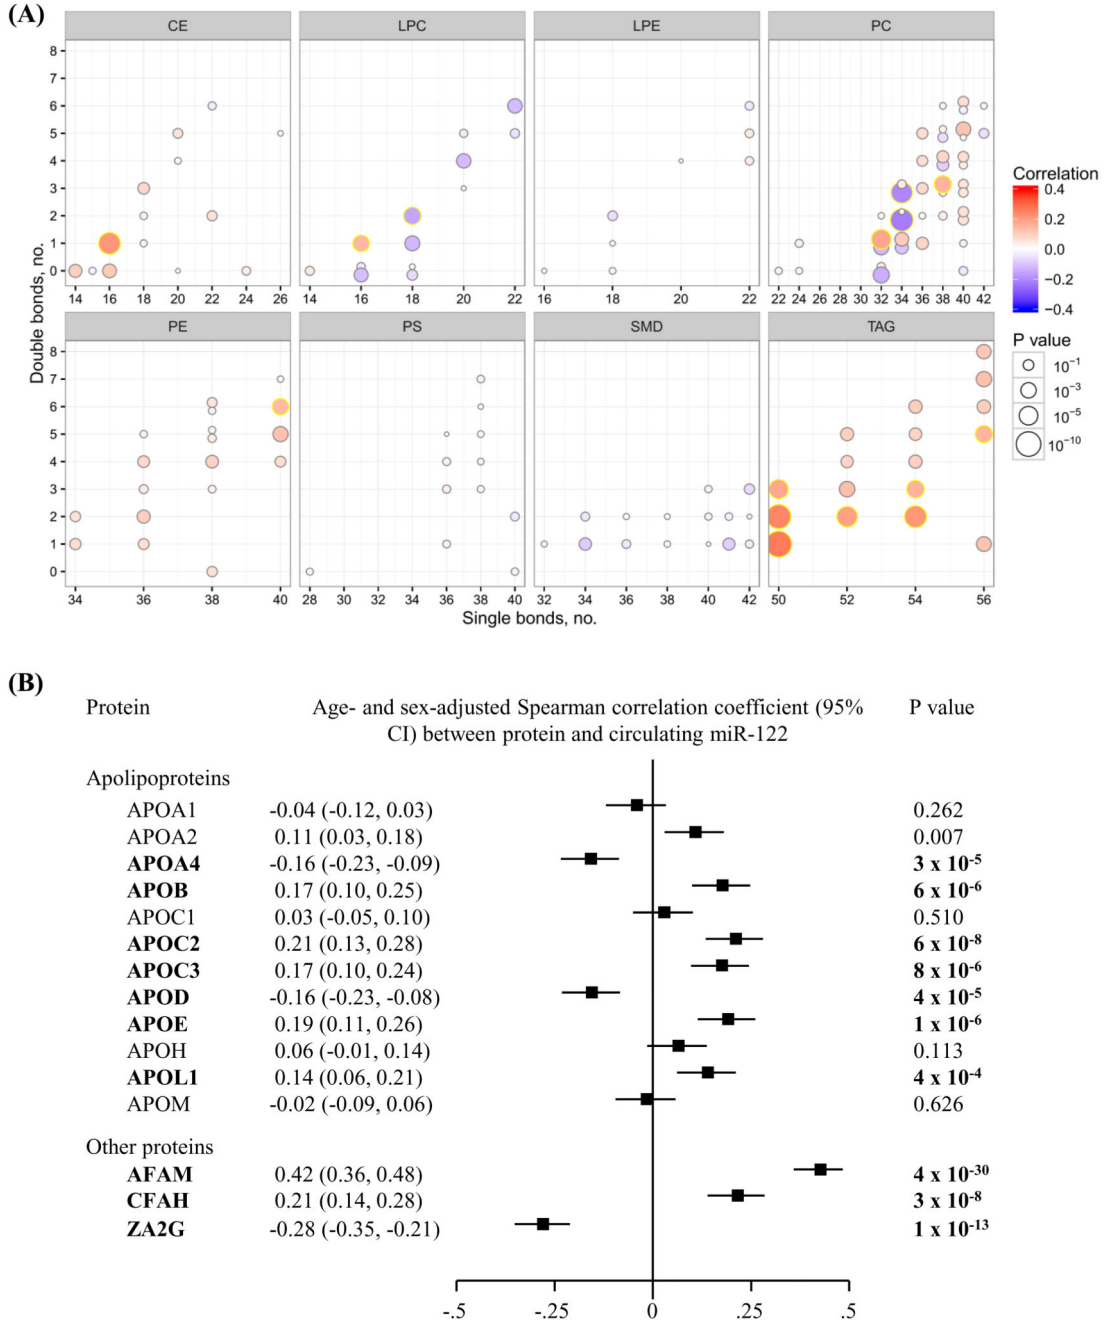 (A)
CE LPC LPE PC
8
7
6
5
4
3
2
1
0
14 16 18 20 22 24 26
14 16 18 20 22
16 18 20 22
22 24 26 28 30 32 34 36 38 40 42
Double bonds, no.
PE PS SMD TAG
8
7
6
5
4
3
2
1
0
34 36 38 40
28 30 32 34 36 38 40
32 34 36 38 40 42
50 52 54 56
Single bonds, no.
Correlation
0.4
0.2
0.0
−0.2
−0.4
P value
10⁻¹
10⁻³
10⁻⁵
10⁻¹⁰
(B)
Protein Age- and sex-adjusted Spearman correlation coefficient (95% P value
CI) between protein and circulating miR-122
Apolipoproteins
APOA1 -0.04 (-0.12, 0.03) 0.262
APOA2 0.11 (0.03, 0.18) 0.007
APOA4 -0.16 (-0.23, -0.09) 3 x 10⁻⁵
APOB 0.17 (0.10, 0.25) 6 x 10⁻⁶
APOC1 0.03 (-0.05, 0.10) 0.510
APOC2 0.21 (0.13, 0.28) 6 x 10⁻⁸
APOC3 0.17 (0.10, 0.24) 8 x 10⁻⁶
APOD -0.16 (-0.23, -0.08) 4 x 10⁻⁵
APOE 0.19 (0.11, 0.26) 1 x 10⁻⁶
APOH 0.06 (-0.01, 0.14) 0.113
APOL1 0.14 (0.06, 0.21) 4 x 10⁻⁴
APOM -0.02 (-0.09, 0.06) 0.626
Other proteins
AFAM 0.42 (0.36, 0.48) 4 x 10⁻³⁰
CFAH 0.21 (0.14, 0.28) 3 x 10⁻⁸
ZA2G -0.28 (-0.35, -0.21) 1 x 10⁻¹³
-.5 -.25 0 .25 .5